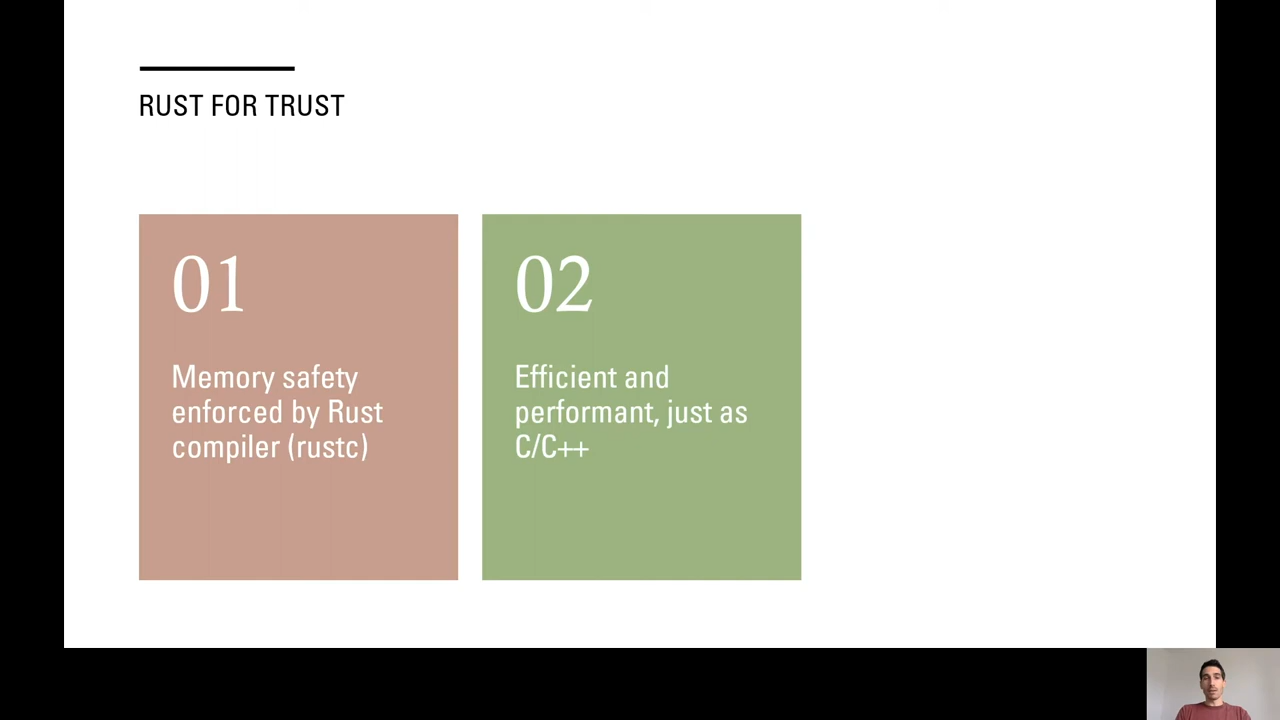 RUST FOR TRUST
01
Memory safety
enforced by Rust
compiler (rustc)
02
Efficient and
performant, just as
C/C++